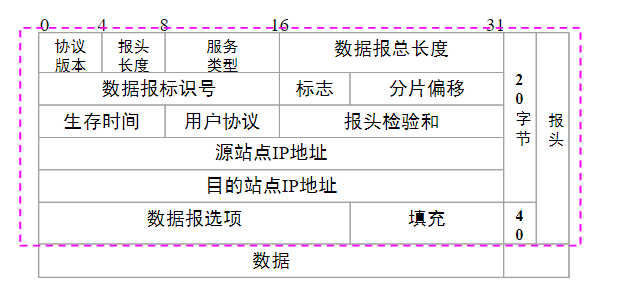 0 4 8 16 31
协议版本 报头长度 服务类型 数据报总长度
数据报标识号 标志 分片偏移
生存时间 用户协议 报头检验和
源站点IP地址
目的站点IP地址
数据报选项 填充
数据
20字节
40
报头